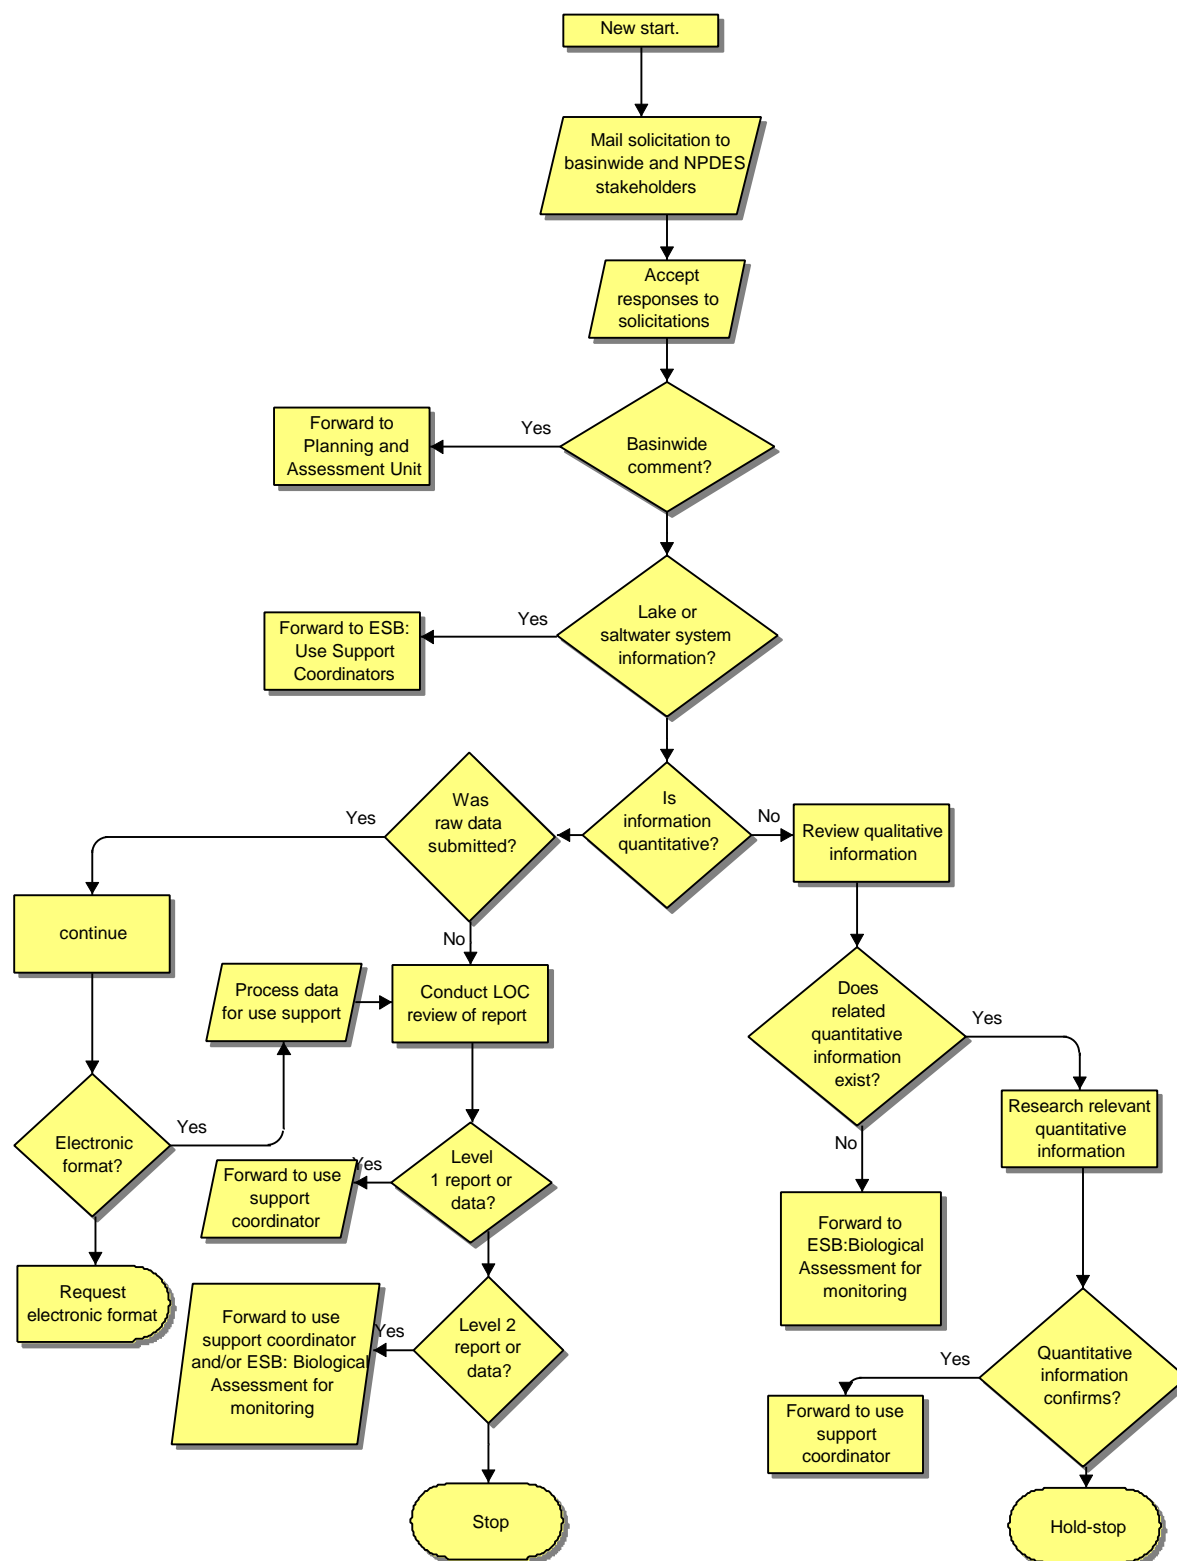 New start.
Mail solicitation to
basinwide and NPDES
stakeholders
Accept
responses to
solicitations
Basinwide
comment?
Yes
Forward to
Planning and
Assessment Unit
Lake or
saltwater system
information?
Yes
Forward to ESB:
Use Support
Coordinators
Is
information
quantitative?
Was
raw data
submitted?
Yes
No
Review qualitative
information
continue
No
Process data
for use support
Conduct LOC
review of report
Does
related
quantitative
information
exist?
Yes
Research relevant
quantitative
information
Electronic
format?
Yes
Level
1 report or
data?
Yes
Forward to use
support
coordinator
No
Forward to
ESB:Biological
Assessment for
monitoring
Request
electronic format
Level 2
report or
data?
Yes
Forward to use
support coordinator
and/or ESB: Biological
Assessment for
monitoring
Quantitative
information
confirms?
Yes
Forward to use
support
coordinator
Stop
Hold-stop